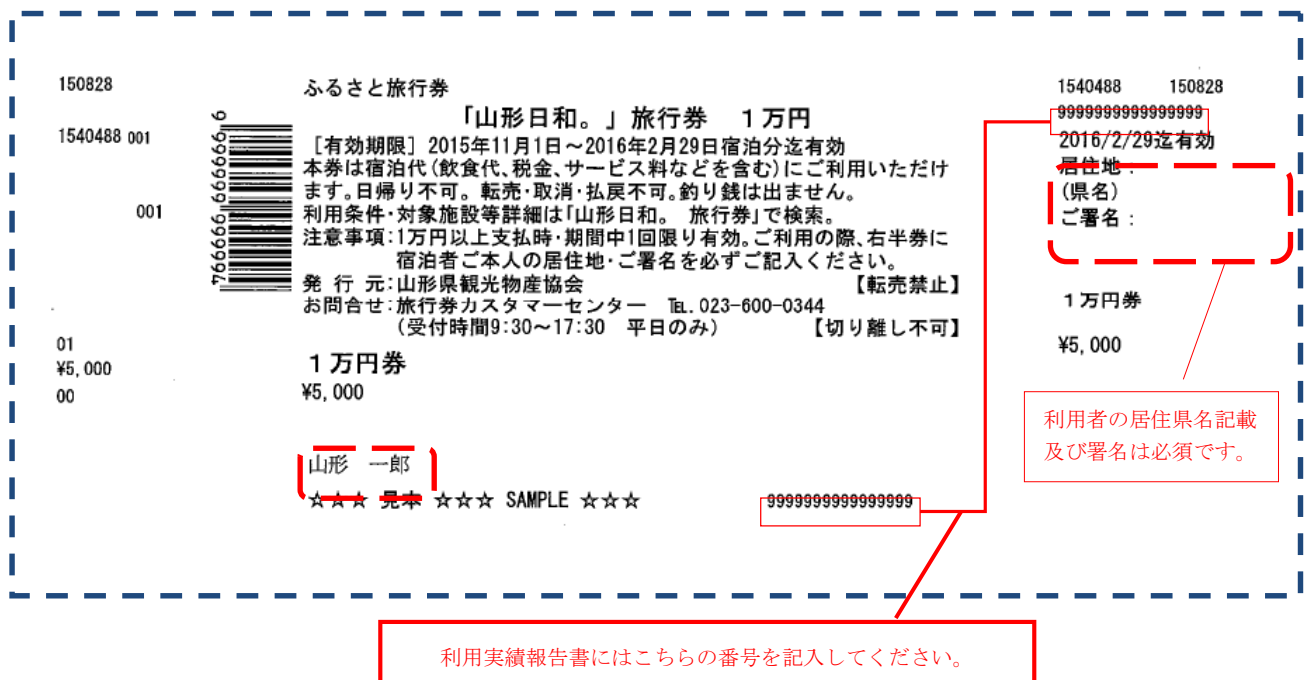 150828
1540488 001
001
01
¥5,000
00
4999999,999999,6
ふるさと旅行券
「山形日和。」旅行券　１万円
［有効期限］2015年11月1日～2016年2月29日宿泊分迄有効
本券は宿泊代(飲食代、税金、サービス料などを含む)にご利用いただけ
ます。日帰り不可。転売・取消・払戻不可。釣り銭は出ません。
利用条件・対象施設等詳細は「山形日和。 旅行券」で検索。
注意事項:1万円以上支払時・期間中1回限り有効。ご利用の際、右半券に
宿泊者ご本人の居住地・ご署名を必ずご記入ください。
発 行 元:山形県観光物産協会　【転売禁止】
お問合せ:旅行券カスタマーセンター　℡.023-600-0344
(受付時間9:30～17:30　平日のみ)　【切り離し不可】
１万円券
¥5,000
山形　一郎
☆☆☆ 見本 ☆☆☆ SAMPLE ☆☆☆
9999999999999999
1540488　150828
9999999999999999
2016/2/29迄有効
居住地：
(県名)
ご署名：
１万円券
¥5,000
利用者の居住県名記載
及び署名は必須です。
利用実績報告書にはこちらの番号を記入してください。